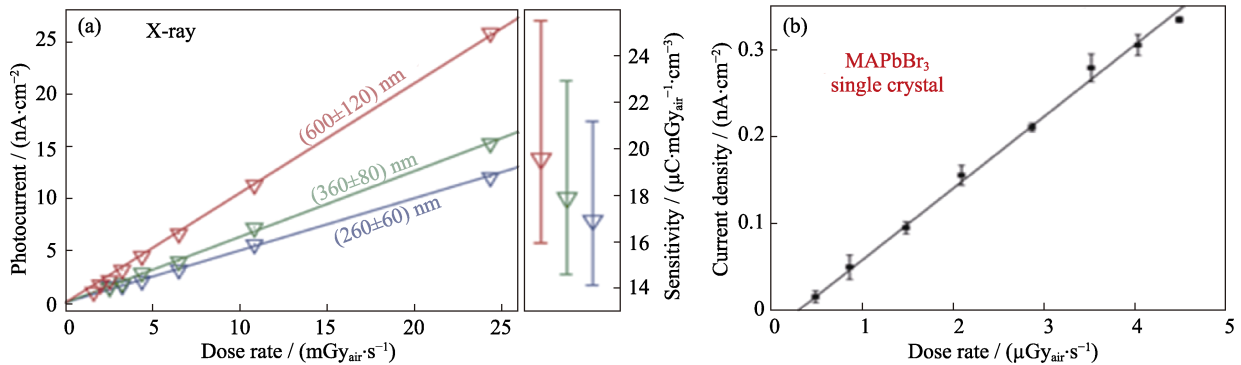 (a)
X-ray
(600±120) nm
(360±80) nm
(260±60) nm
Photocurrent / (nA·cm⁻²)
25
20
15
10
5
0
0
5
10
15
20
25
Dose rate / (mGy_air·s⁻¹)
24
22
20
18
16
14
Sensitivity / (μC·mGy_air⁻¹·cm⁻³)
(b)
MAPbBr₃
single crystal
Current density / (nA·cm⁻²)
0.3
0.2
0.1
0
0
1
2
3
4
5
Dose rate / (μGy_air·s⁻¹)